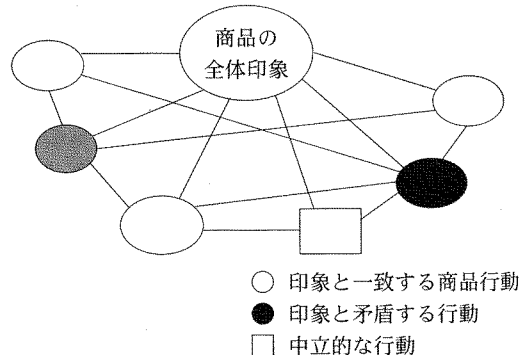 商品の
全体印象
○ 印象と一致する商品行動
● 印象と矛盾する行動
□ 中立的な行動